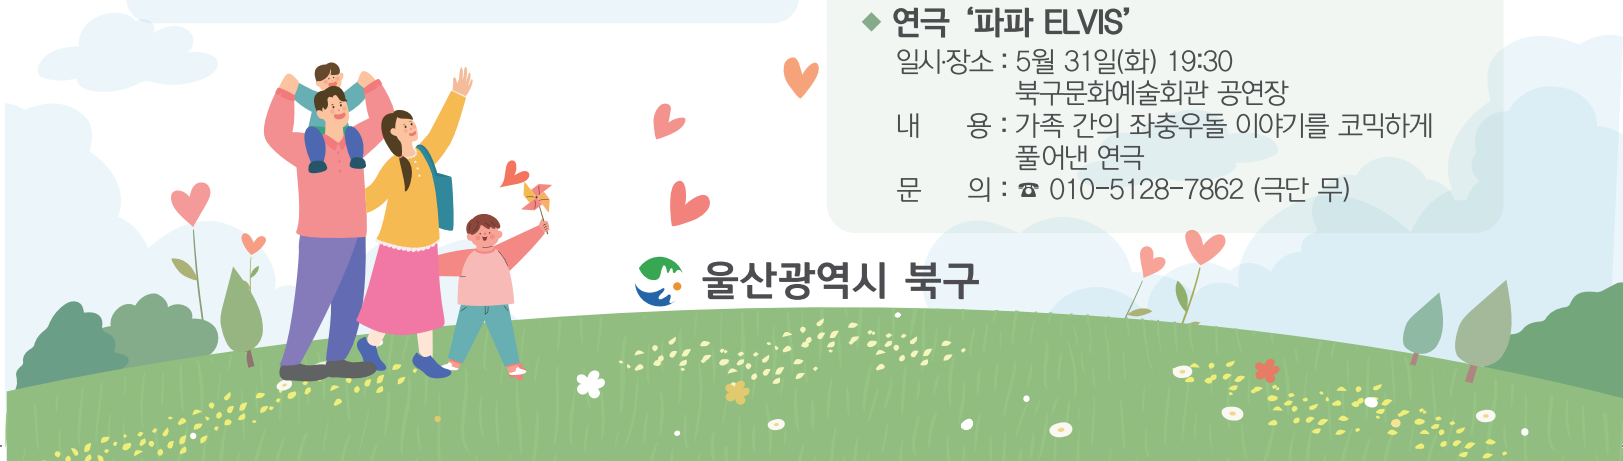 ◆ 연극 ‘파파 ELVIS’
일시·장소 : 5월 31일(화) 19:30
북구문화예술회관 공연장
내 용 : 가족 간의 좌충우돌 이야기를 코믹하게
풀어낸 연극
문 의 : ☎ 010-5128-7862 (극단 무)
울산광역시 북구